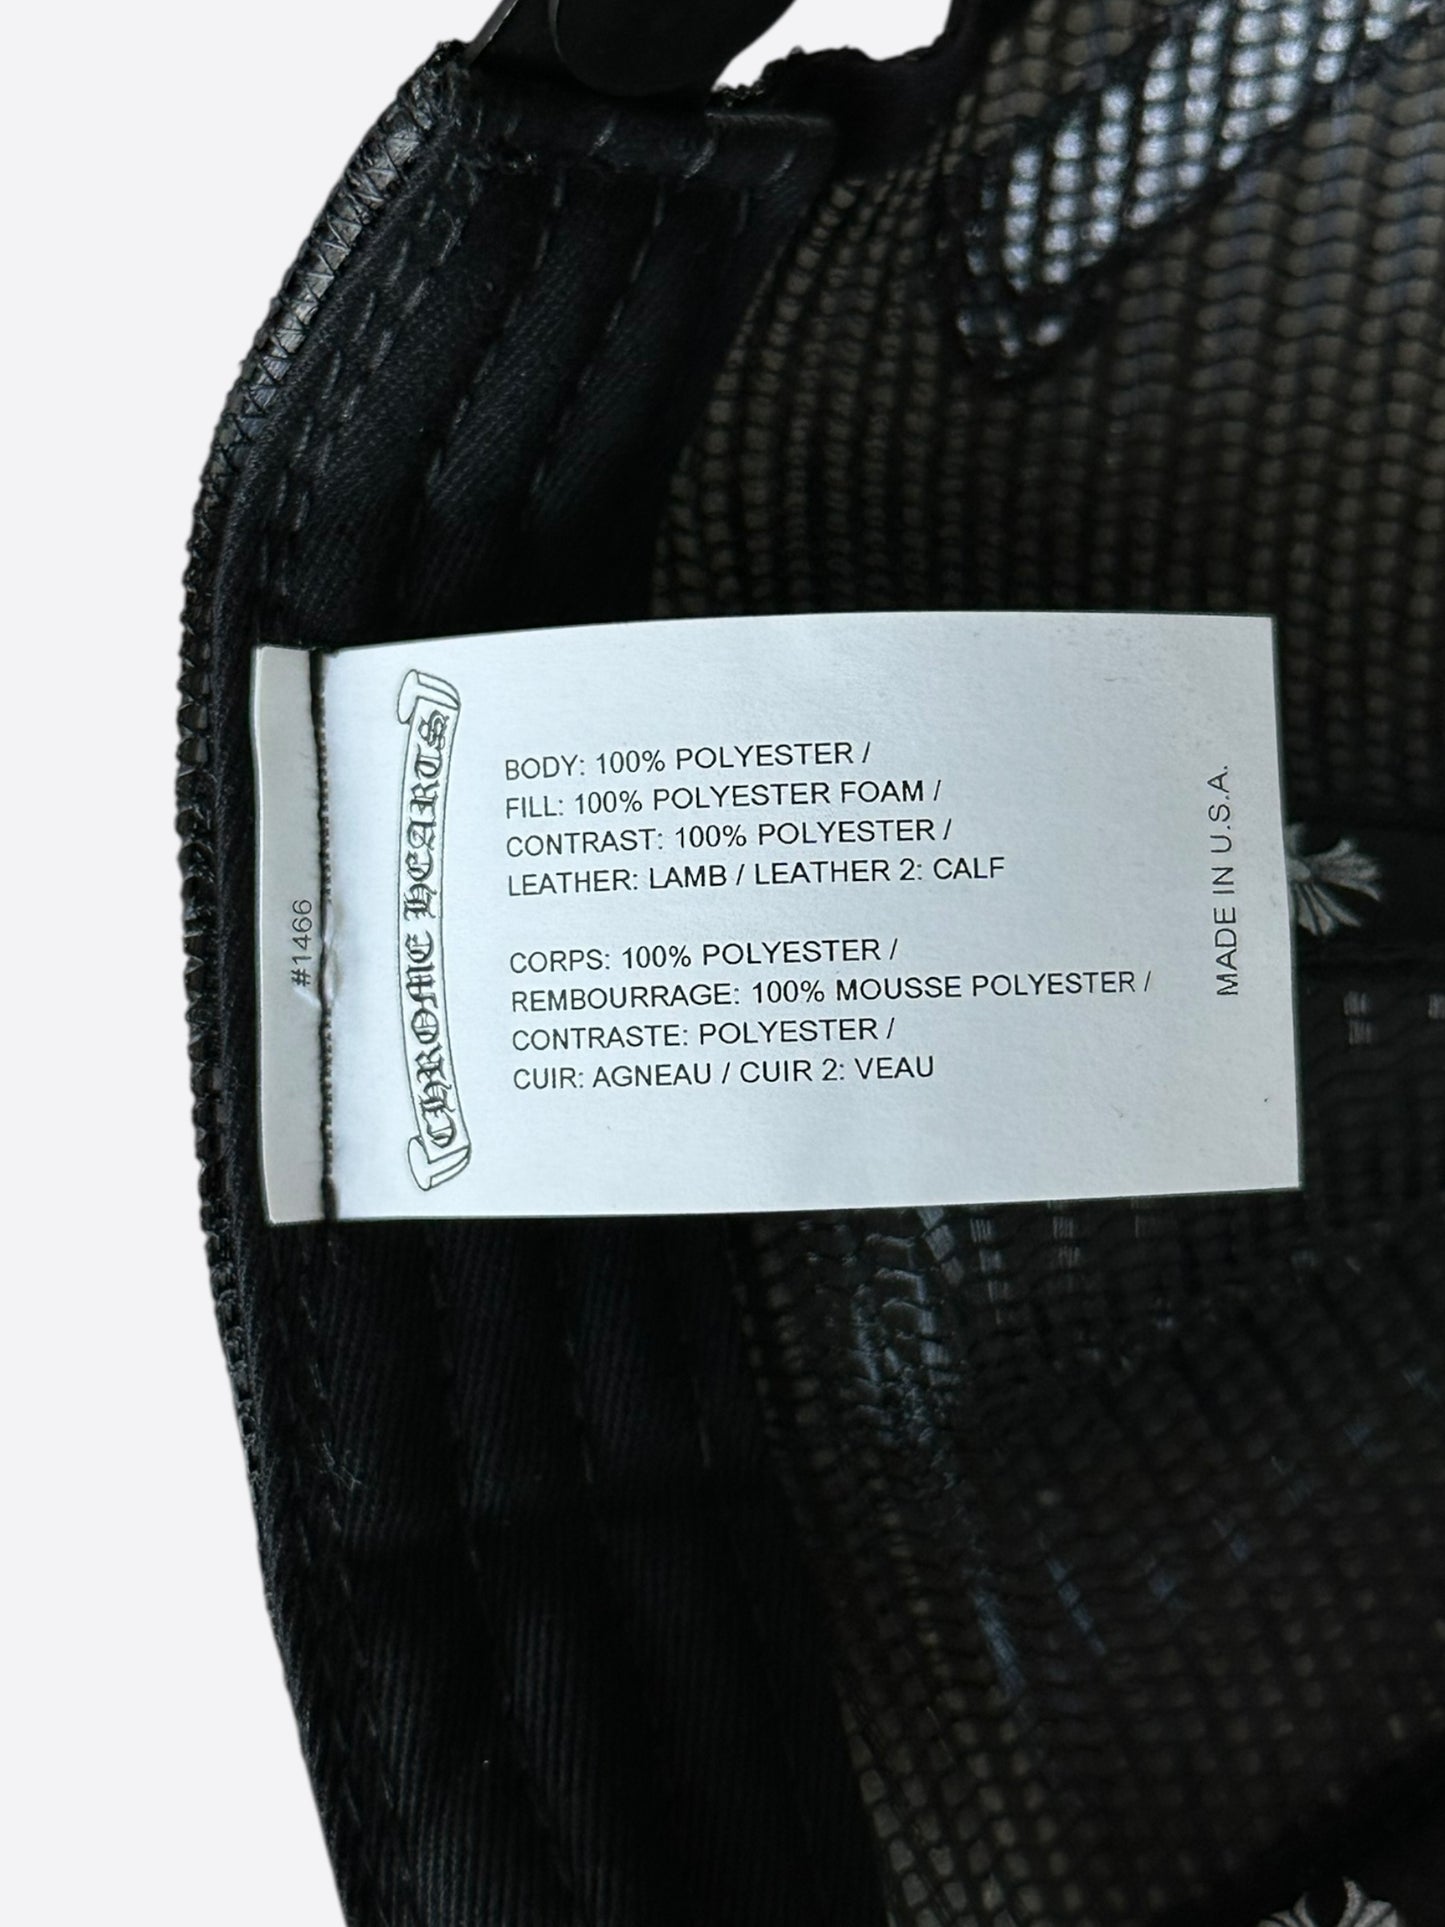 #1466
CHROME HEARTS
BODY: 100% POLYESTER /
FILL: 100% POLYESTER FOAM /
CONTRAST: 100% POLYESTER /
LEATHER: LAMB / LEATHER 2: CALF
CORPS: 100% POLYESTER /
REMBOURRAGE: 100% MOUSSE POLYESTER /
CONTRASTE: POLYESTER /
CUIR: AGNEAU / CUIR 2: VEAU
MADE IN U.S.A.